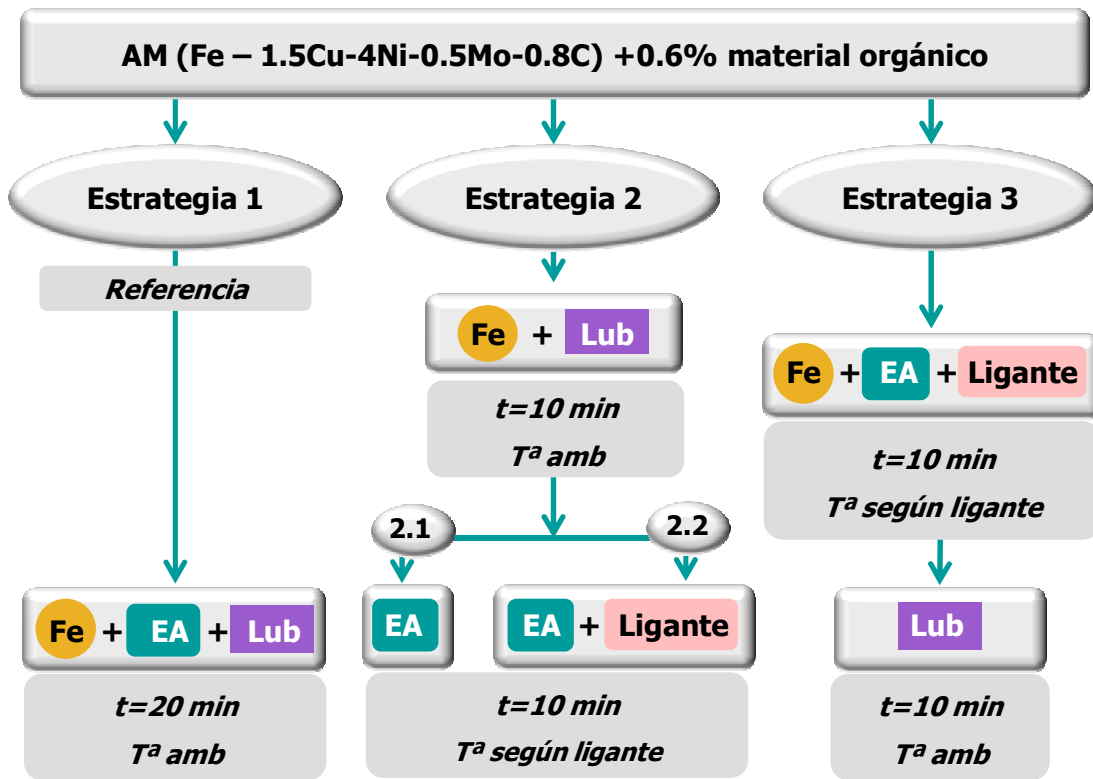 AM (Fe – 1.5Cu-4Ni-0.5Mo-0.8C) +0.6% material orgánico
Estrategia 1
Referencia
Fe + EA + Lub
t=20 min
Tª amb
Estrategia 2
Fe + Lub
t=10 min
Tª amb
2.1
2.2
EA
EA + Ligante
t=10 min
Tª según ligante
Estrategia 3
Fe + EA + Ligante
t=10 min
Tª según ligante
Lub
t=10 min
Tª amb